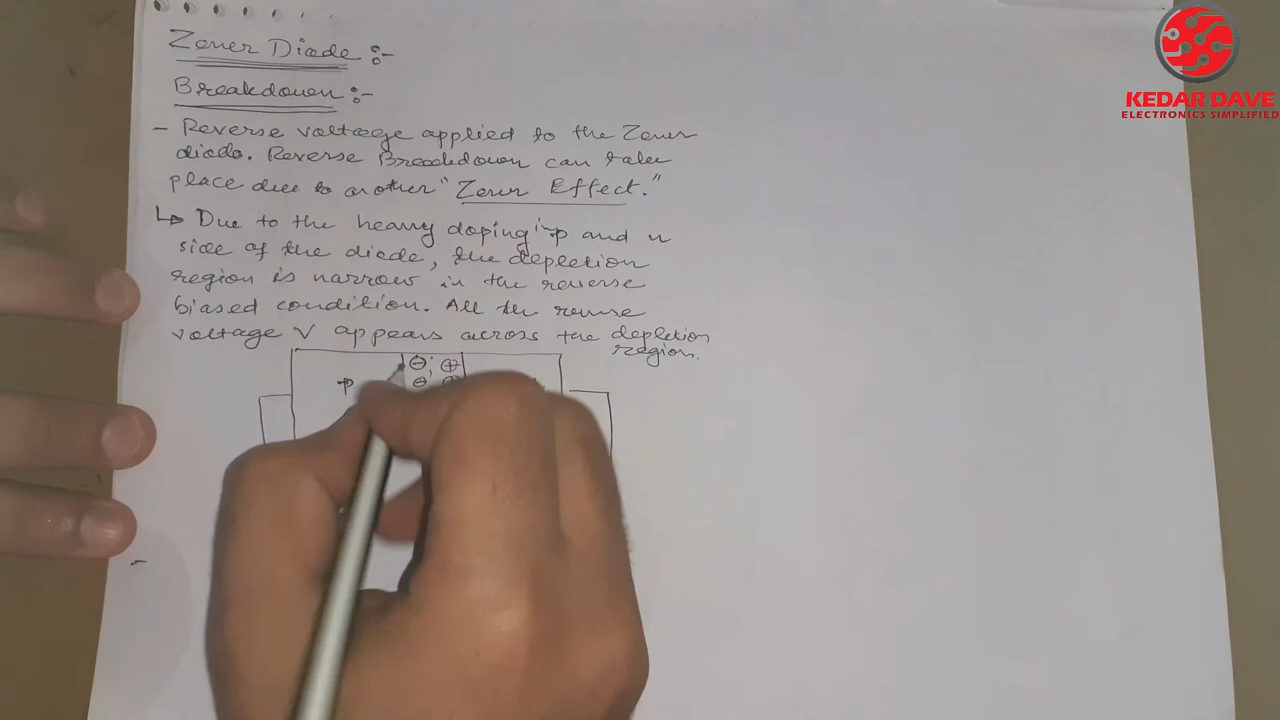 Zener Diode :-
Breakdown :-
- Reverse voltage applied to the Zener
diode. Reverse Breakdown can take
place due to another "Zener Effect."
↳ Due to the heavy doping in p and n
side of the diode, the depletion
region is narrow in the reverse
biased condition. All the reverse
voltage V appears across the depletion
region.
p
KEDAR DAVE
ELECTRONICS SIMPLIFIED